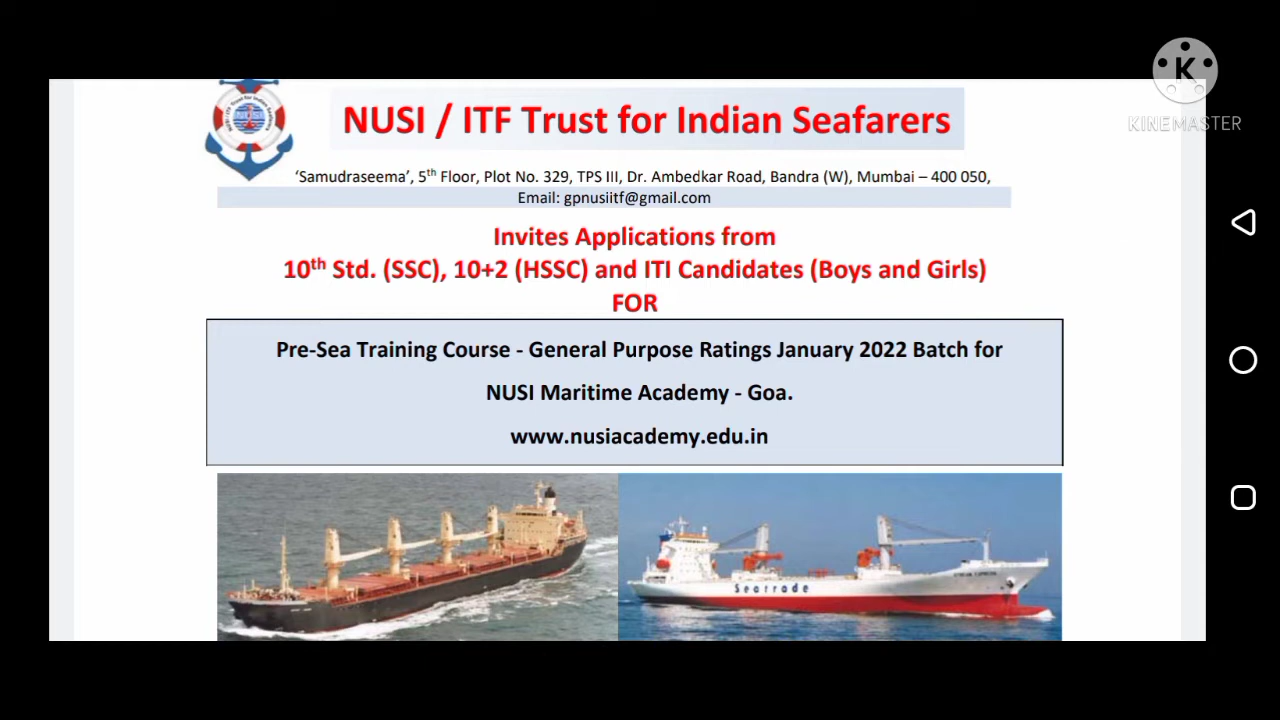 K
KINEMASTER
NUSI / ITF Trust for Indian Seafarers
'Samudraseema', 5th Floor, Plot No. 329, TPS III, Dr. Ambedkar Road, Bandra (W), Mumbai – 400 050,
Email: gpnusiitf@gmail.com
Invites Applications from
10th Std. (SSC), 10+2 (HSSC) and ITI Candidates (Boys and Girls)
FOR
Pre-Sea Training Course - General Purpose Ratings January 2022 Batch for
NUSI Maritime Academy - Goa.
www.nusiacademy.edu.in
Seatrade